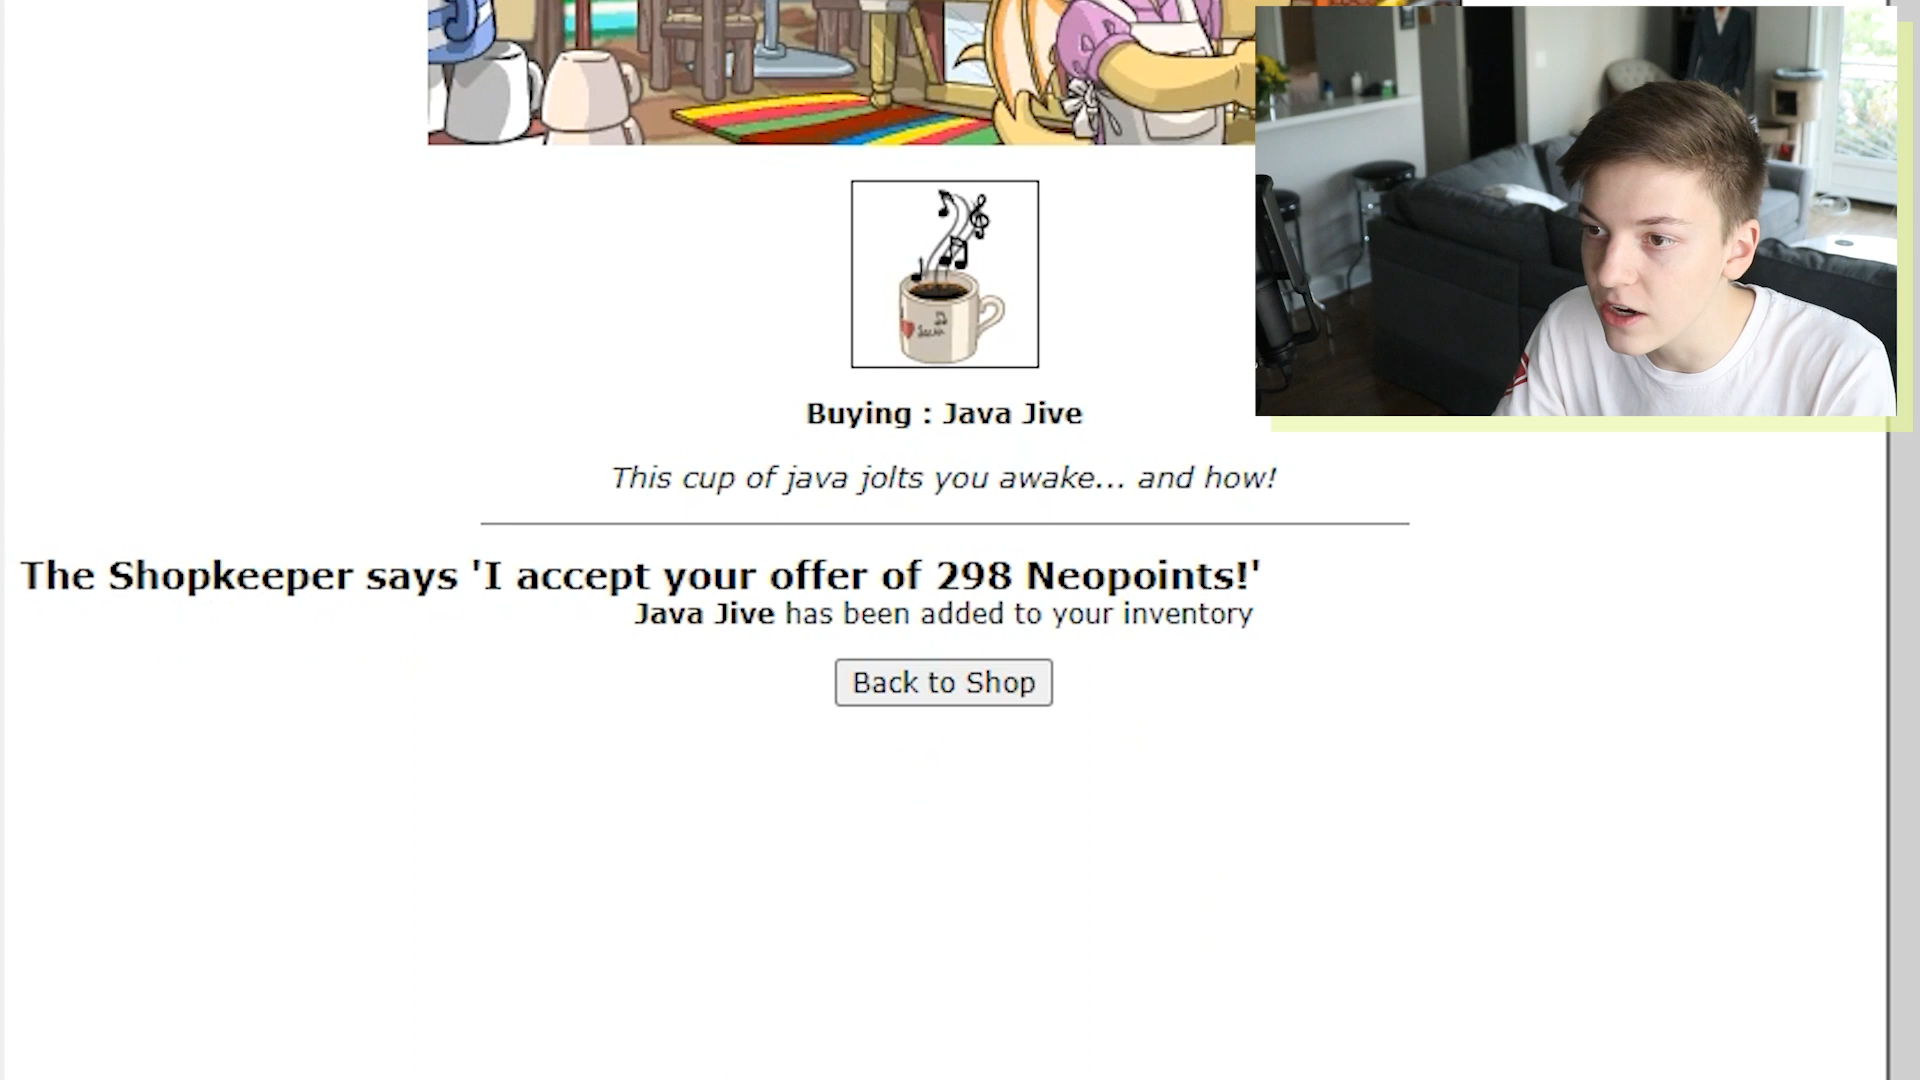 Buying : Java Jive
This cup of java jolts you awake... and how!
The Shopkeeper says 'I accept your offer of 298 Neopoints!'
Java Jive has been added to your inventory
Back to Shop